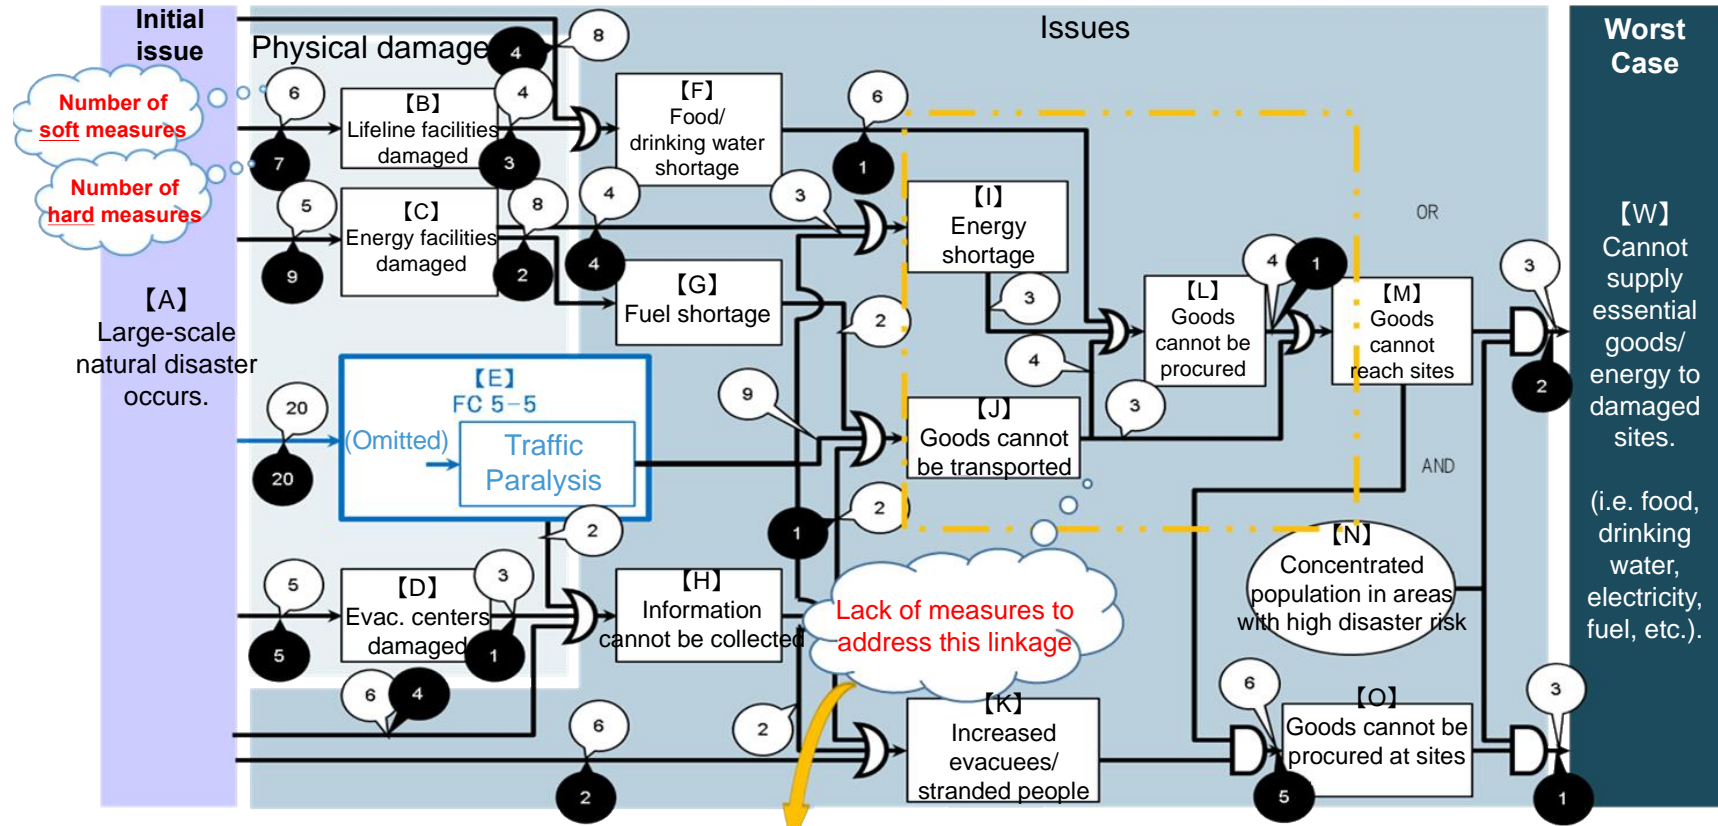 Initial
issue
Physical damage
Issues
Worst
Case
Number of
soft measures
Number of
hard measures
【A】
Large-scale
natural disaster
occurs.
6
7
5
9
20
20
5
5
6
4
6
2
【B】
Lifeline facilities
damaged
【C】
Energy facilities
damaged
【E】
FC 5-5
(Omitted)
Traffic
Paralysis
【D】
Evac. centers
damaged
4
8
4
3
8
2
4
4
2
3
1
【F】
Food/
drinking water
shortage
【G】
Fuel shortage
【H】
Information
cannot be collected
6
1
3
2
9
1
2
2
【I】
Energy
shortage
【J】
Goods cannot
be transported
【K】
Increased
evacuees/
stranded people
3
4
3
【L】
Goods
cannot be
procured
4
1
【M】
Goods
cannot
reach sites
OR
AND
【N】
Concentrated
population in areas
with high disaster risk
Lack of measures to
address this linkage
6
5
【O】
Goods cannot be
procured at sites
3
2
3
1
【W】
Cannot
supply
essential
goods/
energy to
damaged
sites.
(i.e. food,
drinking
water,
electricity,
fuel, etc.).